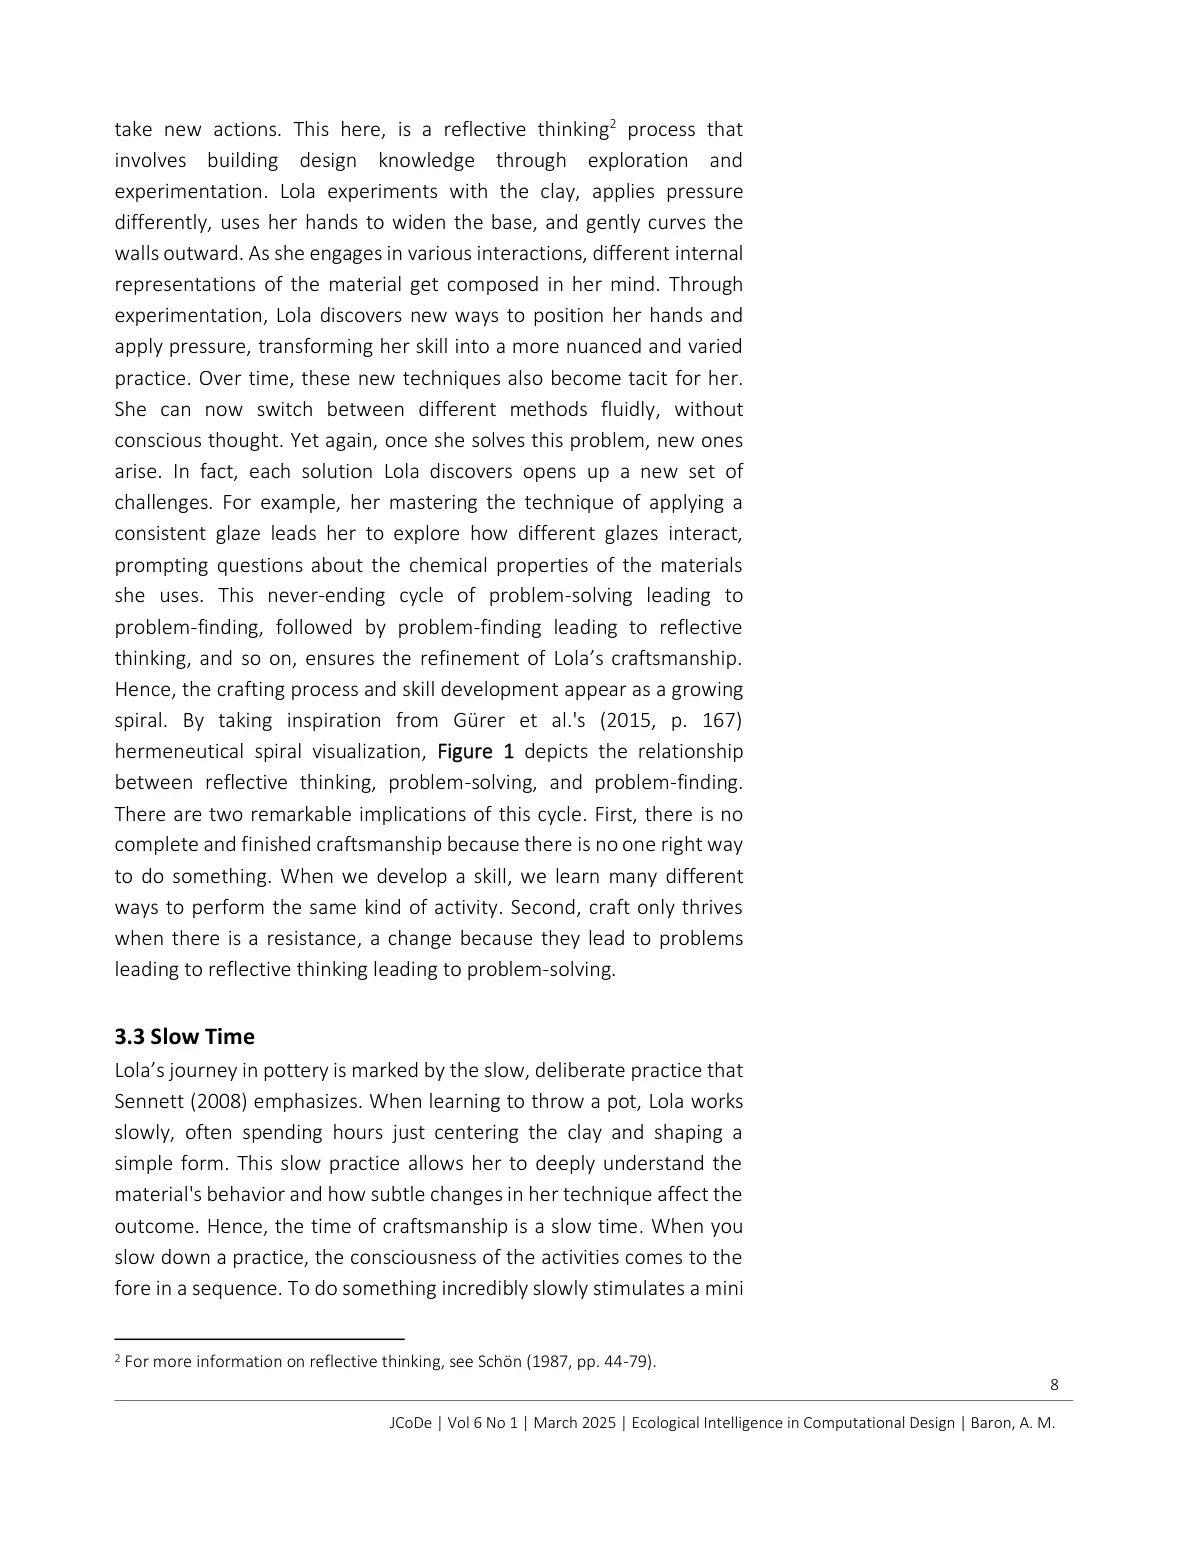 take new actions. This here, is a reflective thinking² process that
involves building design knowledge through exploration and
experimentation. Lola experiments with the clay, applies pressure
differently, uses her hands to widen the base, and gently curves the
walls outward. As she engages in various interactions, different internal
representations of the material get composed in her mind. Through
experimentation, Lola discovers new ways to position her hands and
apply pressure, transforming her skill into a more nuanced and varied
practice. Over time, these new techniques also become tacit for her.
She can now switch between different methods fluidly, without
conscious thought. Yet again, once she solves this problem, new ones
arise. In fact, each solution Lola discovers opens up a new set of
challenges. For example, her mastering the technique of applying a
consistent glaze leads her to explore how different glazes interact,
prompting questions about the chemical properties of the materials
she uses. This never-ending cycle of problem-solving leading to
problem-finding, followed by problem-finding leading to reflective
thinking, and so on, ensures the refinement of Lola’s craftsmanship.
Hence, the crafting process and skill development appear as a growing
spiral. By taking inspiration from Gürer et al.'s (2015, p. 167)
hermeneutical spiral visualization, Figure 1 depicts the relationship
between reflective thinking, problem-solving, and problem-finding.
There are two remarkable implications of this cycle. First, there is no
complete and finished craftsmanship because there is no one right way
to do something. When we develop a skill, we learn many different
ways to perform the same kind of activity. Second, craft only thrives
when there is a resistance, a change because they lead to problems
leading to reflective thinking leading to problem-solving.
3.3 Slow Time
Lola’s journey in pottery is marked by the slow, deliberate practice that
Sennett (2008) emphasizes. When learning to throw a pot, Lola works
slowly, often spending hours just centering the clay and shaping a
simple form. This slow practice allows her to deeply understand the
material's behavior and how subtle changes in her technique affect the
outcome. Hence, the time of craftsmanship is a slow time. When you
slow down a practice, the consciousness of the activities comes to the
fore in a sequence. To do something incredibly slowly stimulates a mini
² For more information on reflective thinking, see Schön (1987, pp. 44-79).
8
JCoDe | Vol 6 No 1 | March 2025 | Ecological Intelligence in Computational Design | Baron, A. M.